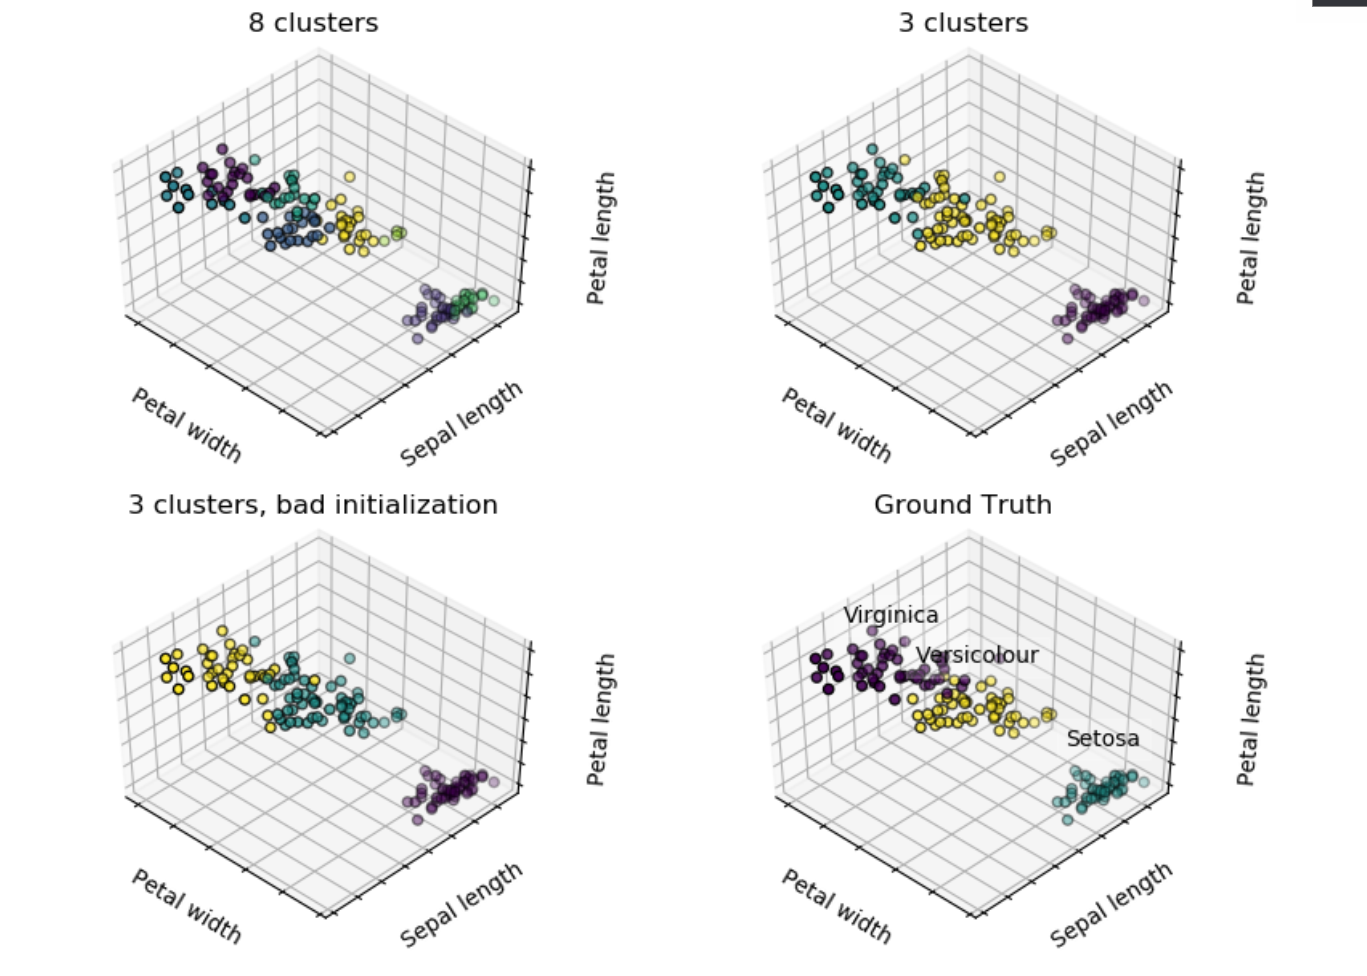 8 clusters
3 clusters
Petal length
Petal length
Petal width
Sepal length
Petal width
Sepal length
3 clusters, bad initialization
Ground Truth
Virginica
Versicolour
Setosa
Petal length
Petal length
Petal width
Sepal length
Petal width
Sepal length